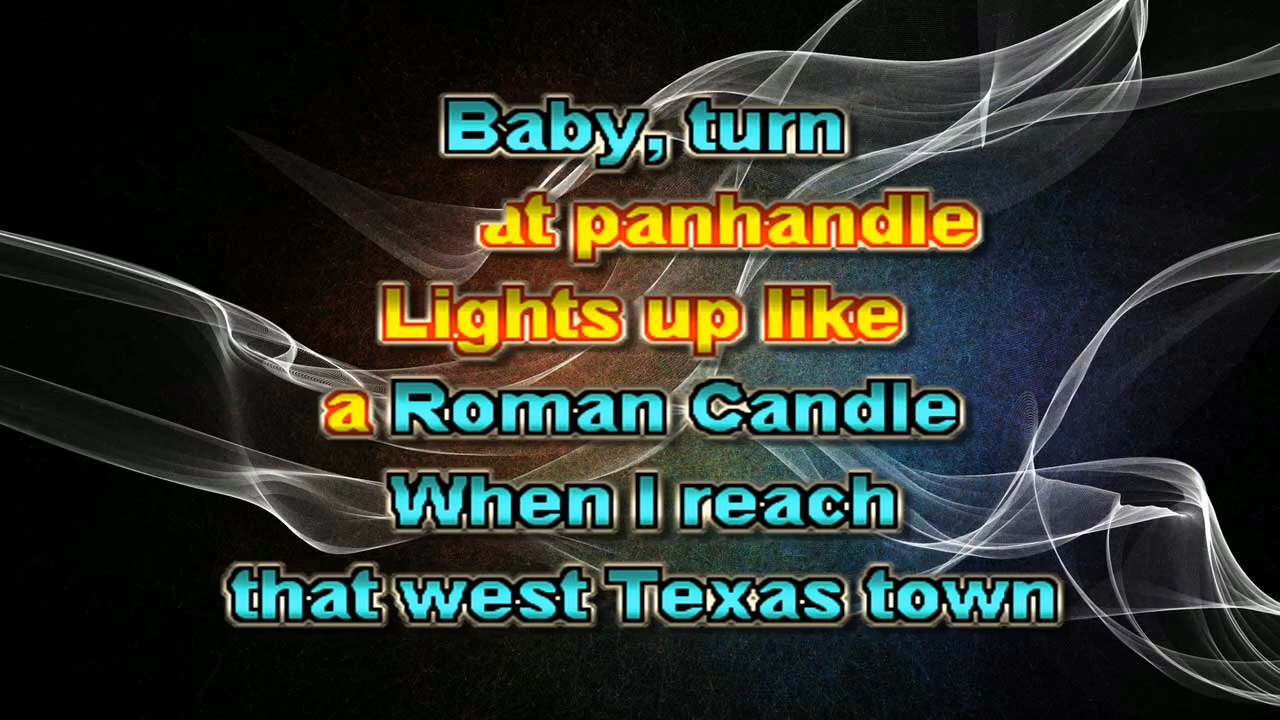 Baby, turn
at panhandle
Lights up like
a Roman Candle
When I reach
that west Texas town